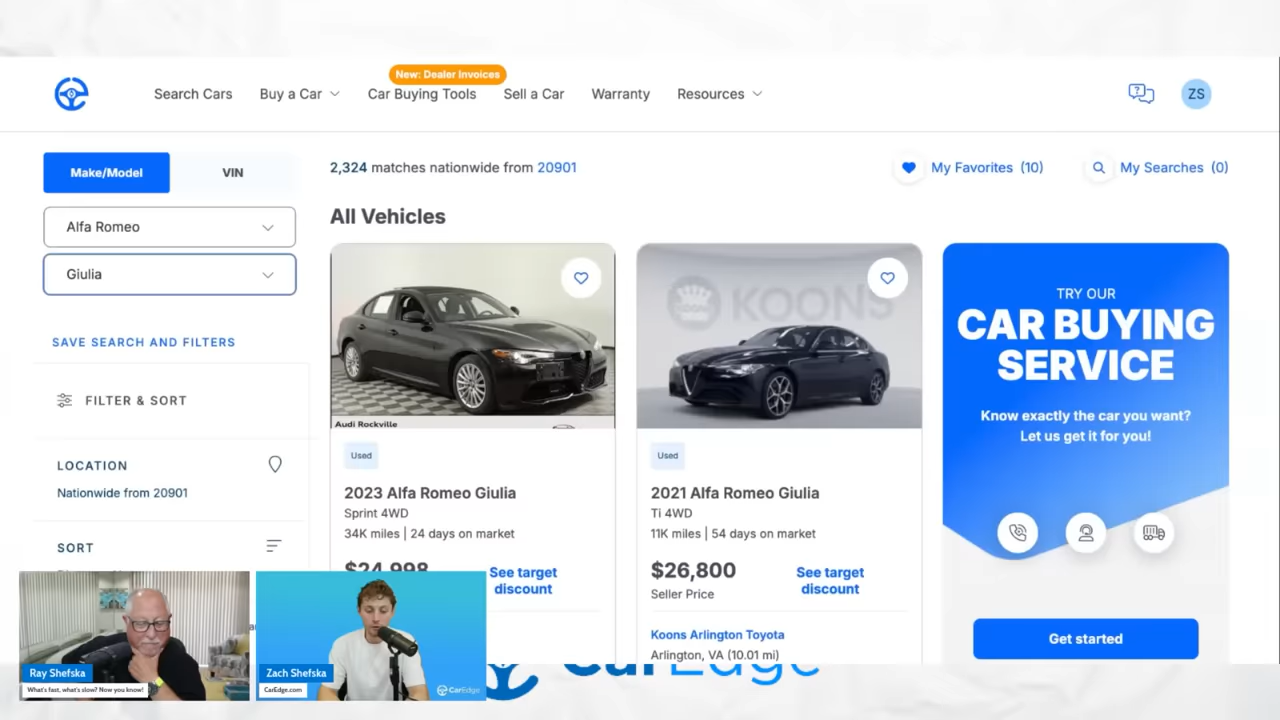 New: Dealer Invoices
Search Cars
Buy a Car
Car Buying Tools
Sell a Car
Warranty
Resources
ZS
Make/Model
VIN
2,324 matches nationwide from 20901
My Favorites (10)
My Searches (0)
Alfa Romeo
Giulia
All Vehicles
SAVE SEARCH AND FILTERS
FILTER & SORT
LOCATION
Nationwide from 20901
SORT
KOONS
Audi Rockville
Used
2023 Alfa Romeo Giulia
Sprint 4WD
34K miles | 24 days on market
$24,998
See target
discount
Used
2021 Alfa Romeo Giulia
Ti 4WD
11K miles | 54 days on market
$26,800
Seller Price
See target
discount
Koons Arlington Toyota
Arlington, VA (10.01 mi)
TRY OUR
CAR BUYING
SERVICE
Know exactly the car you want?
Let us get it for you!
Get started
Ray Shefska
What's fast, what's slow? Now you know!
Zach Shefska
CarEdge.com
CarEdge
CarEdge